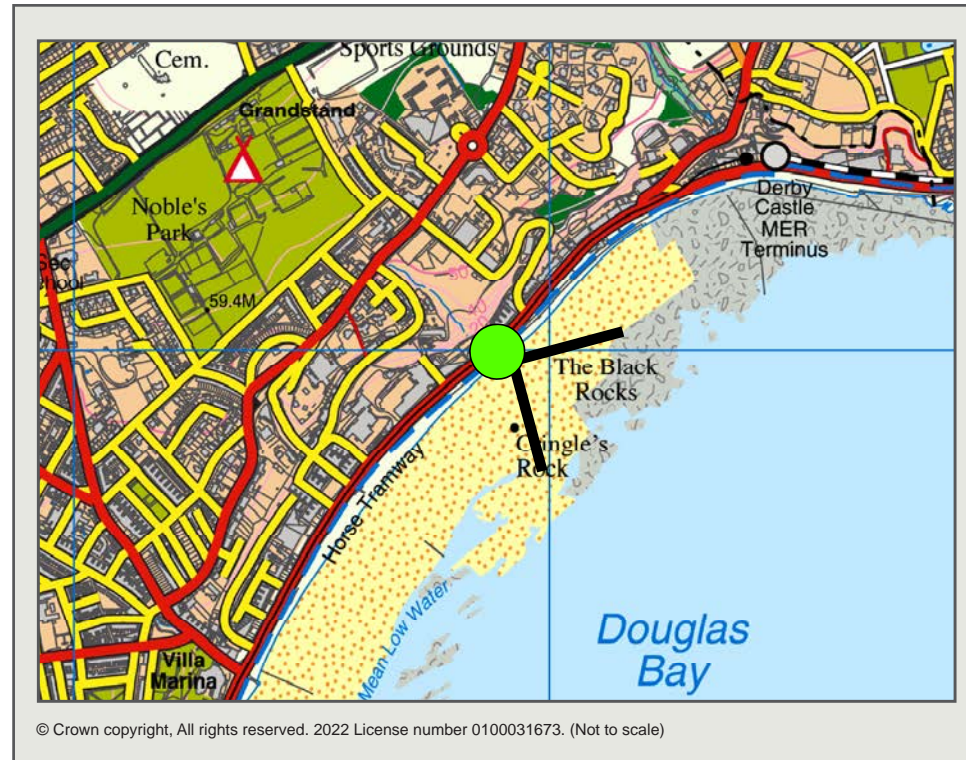 Cem.
Sports Grounds
Grandstand
Noble's
Park
Sec
59.4M
Derby
Castle
MER
Terminus
The Black
Rocks
Rock
Horse Tramway
Mean Low Water
Villa
Marina
Douglas
Bay
© Crown copyright, All rights reserved. 2022 License number 0100031673. (Not to scale)